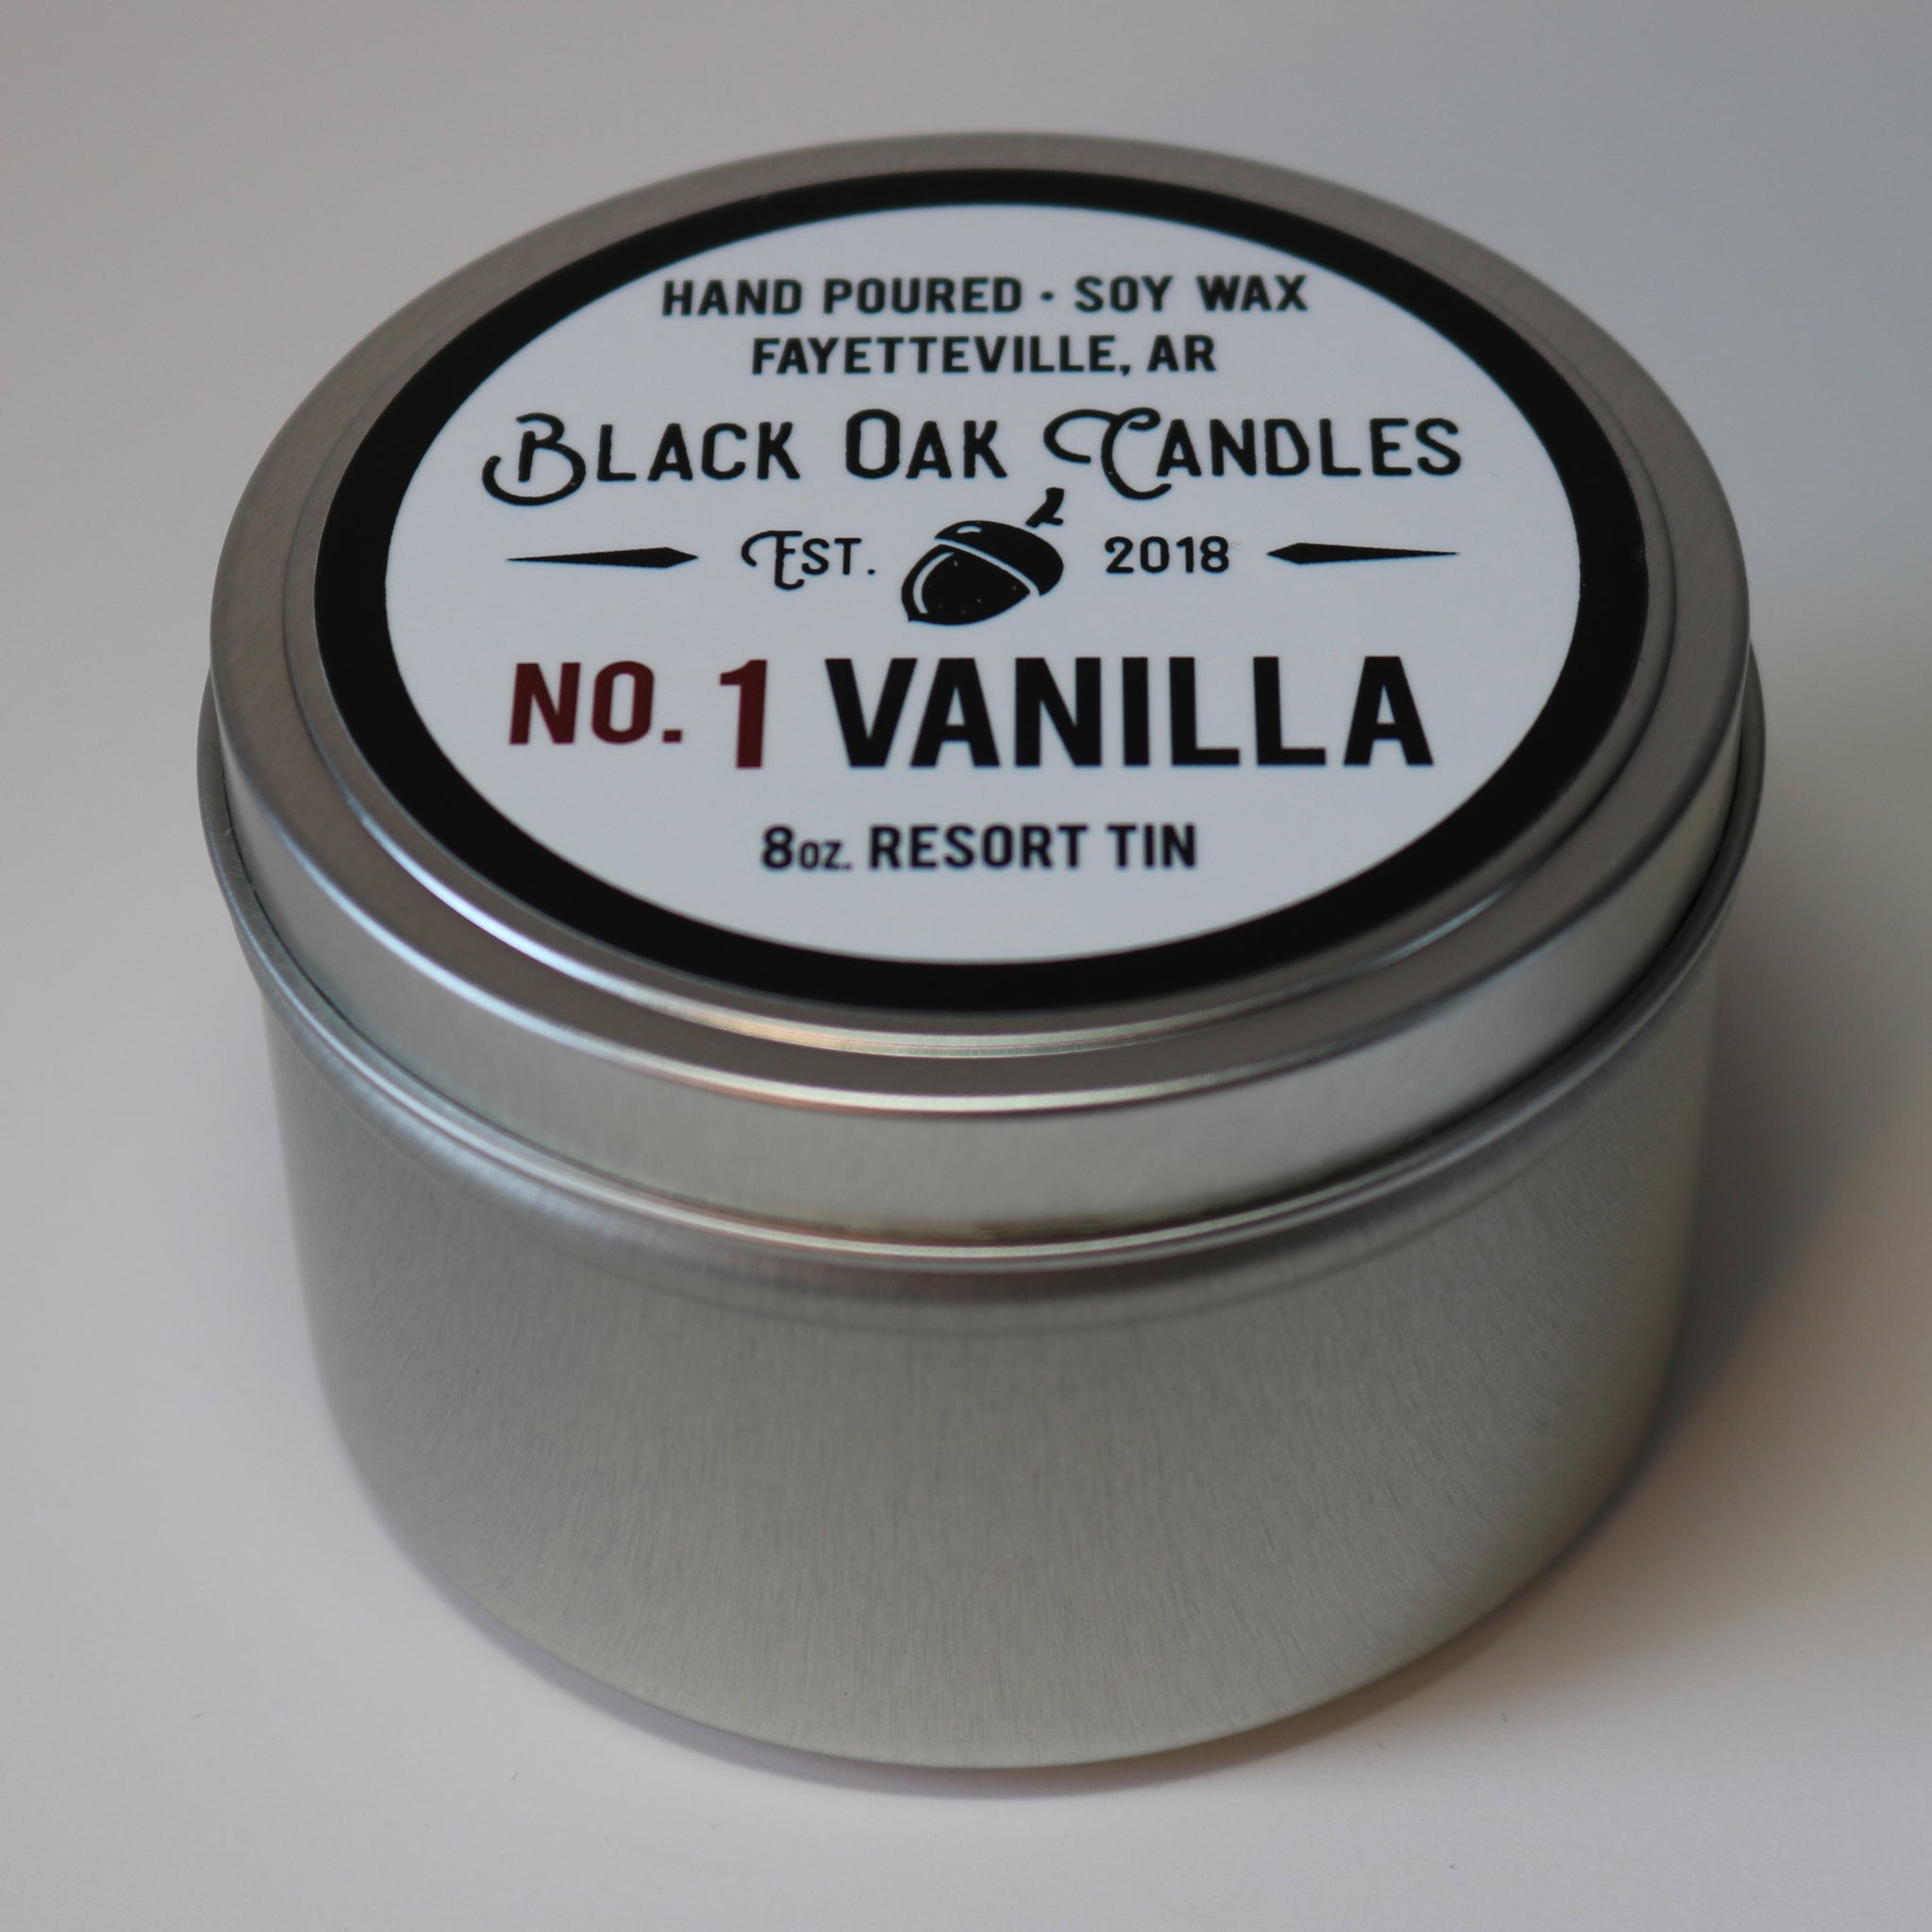 HAND POURED · SOY WAX
FAYETTEVILLE, AR
BLACK OAK CANDLES
EST. 2018
NO. 1 VANILLA
8OZ. RESORT TIN